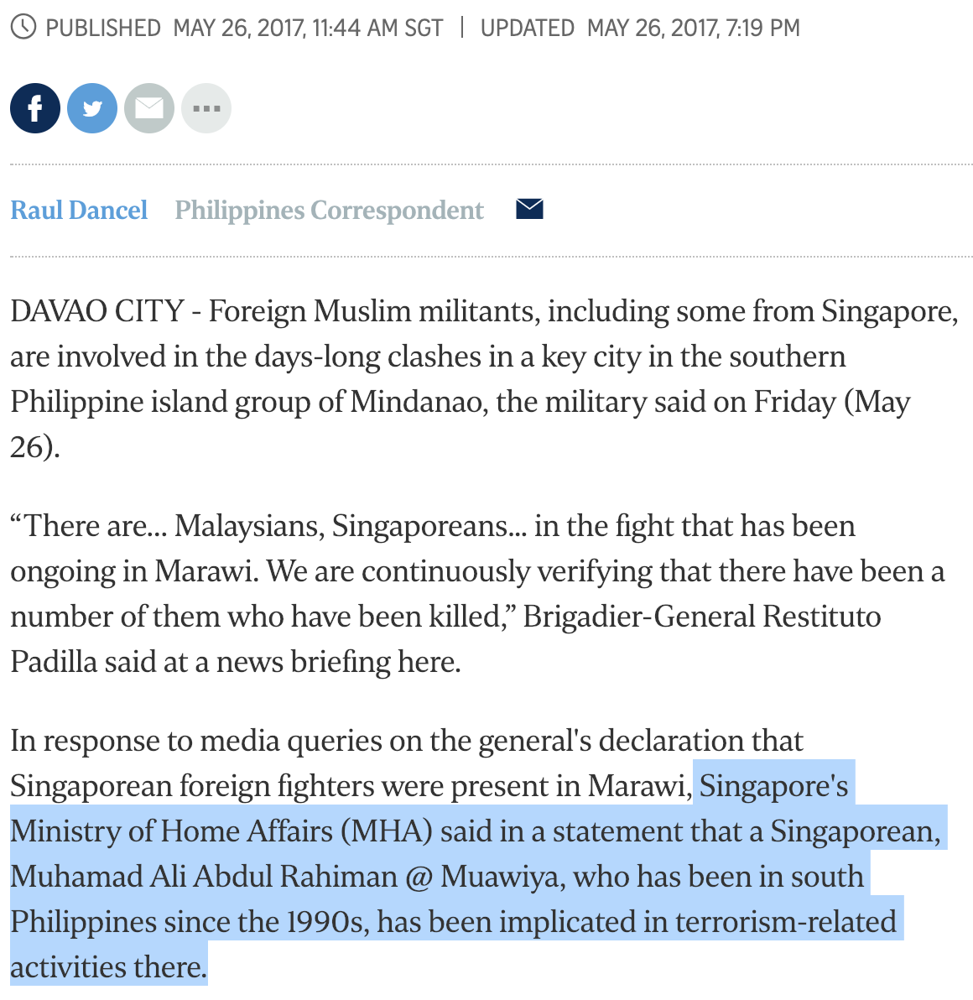 PUBLISHED MAY 26, 2017, 11:44 AM SGT | UPDATED MAY 26, 2017, 7:19 PM
Raul Dancel Philippines Correspondent
DAVAO CITY - Foreign Muslim militants, including some from Singapore,
are involved in the days-long clashes in a key city in the southern
Philippine island group of Mindanao, the military said on Friday (May
26).
“There are... Malaysians, Singaporeans... in the fight that has been
ongoing in Marawi. We are continuously verifying that there have been a
number of them who have been killed,” Brigadier-General Restituto
Padilla said at a news briefing here.
In response to media queries on the general's declaration that
Singaporean foreign fighters were present in Marawi, Singapore's
Ministry of Home Affairs (MHA) said in a statement that a Singaporean,
Muhamad Ali Abdul Rahiman @ Muawiya, who has been in south
Philippines since the 1990s, has been implicated in terrorism-related
activities there.